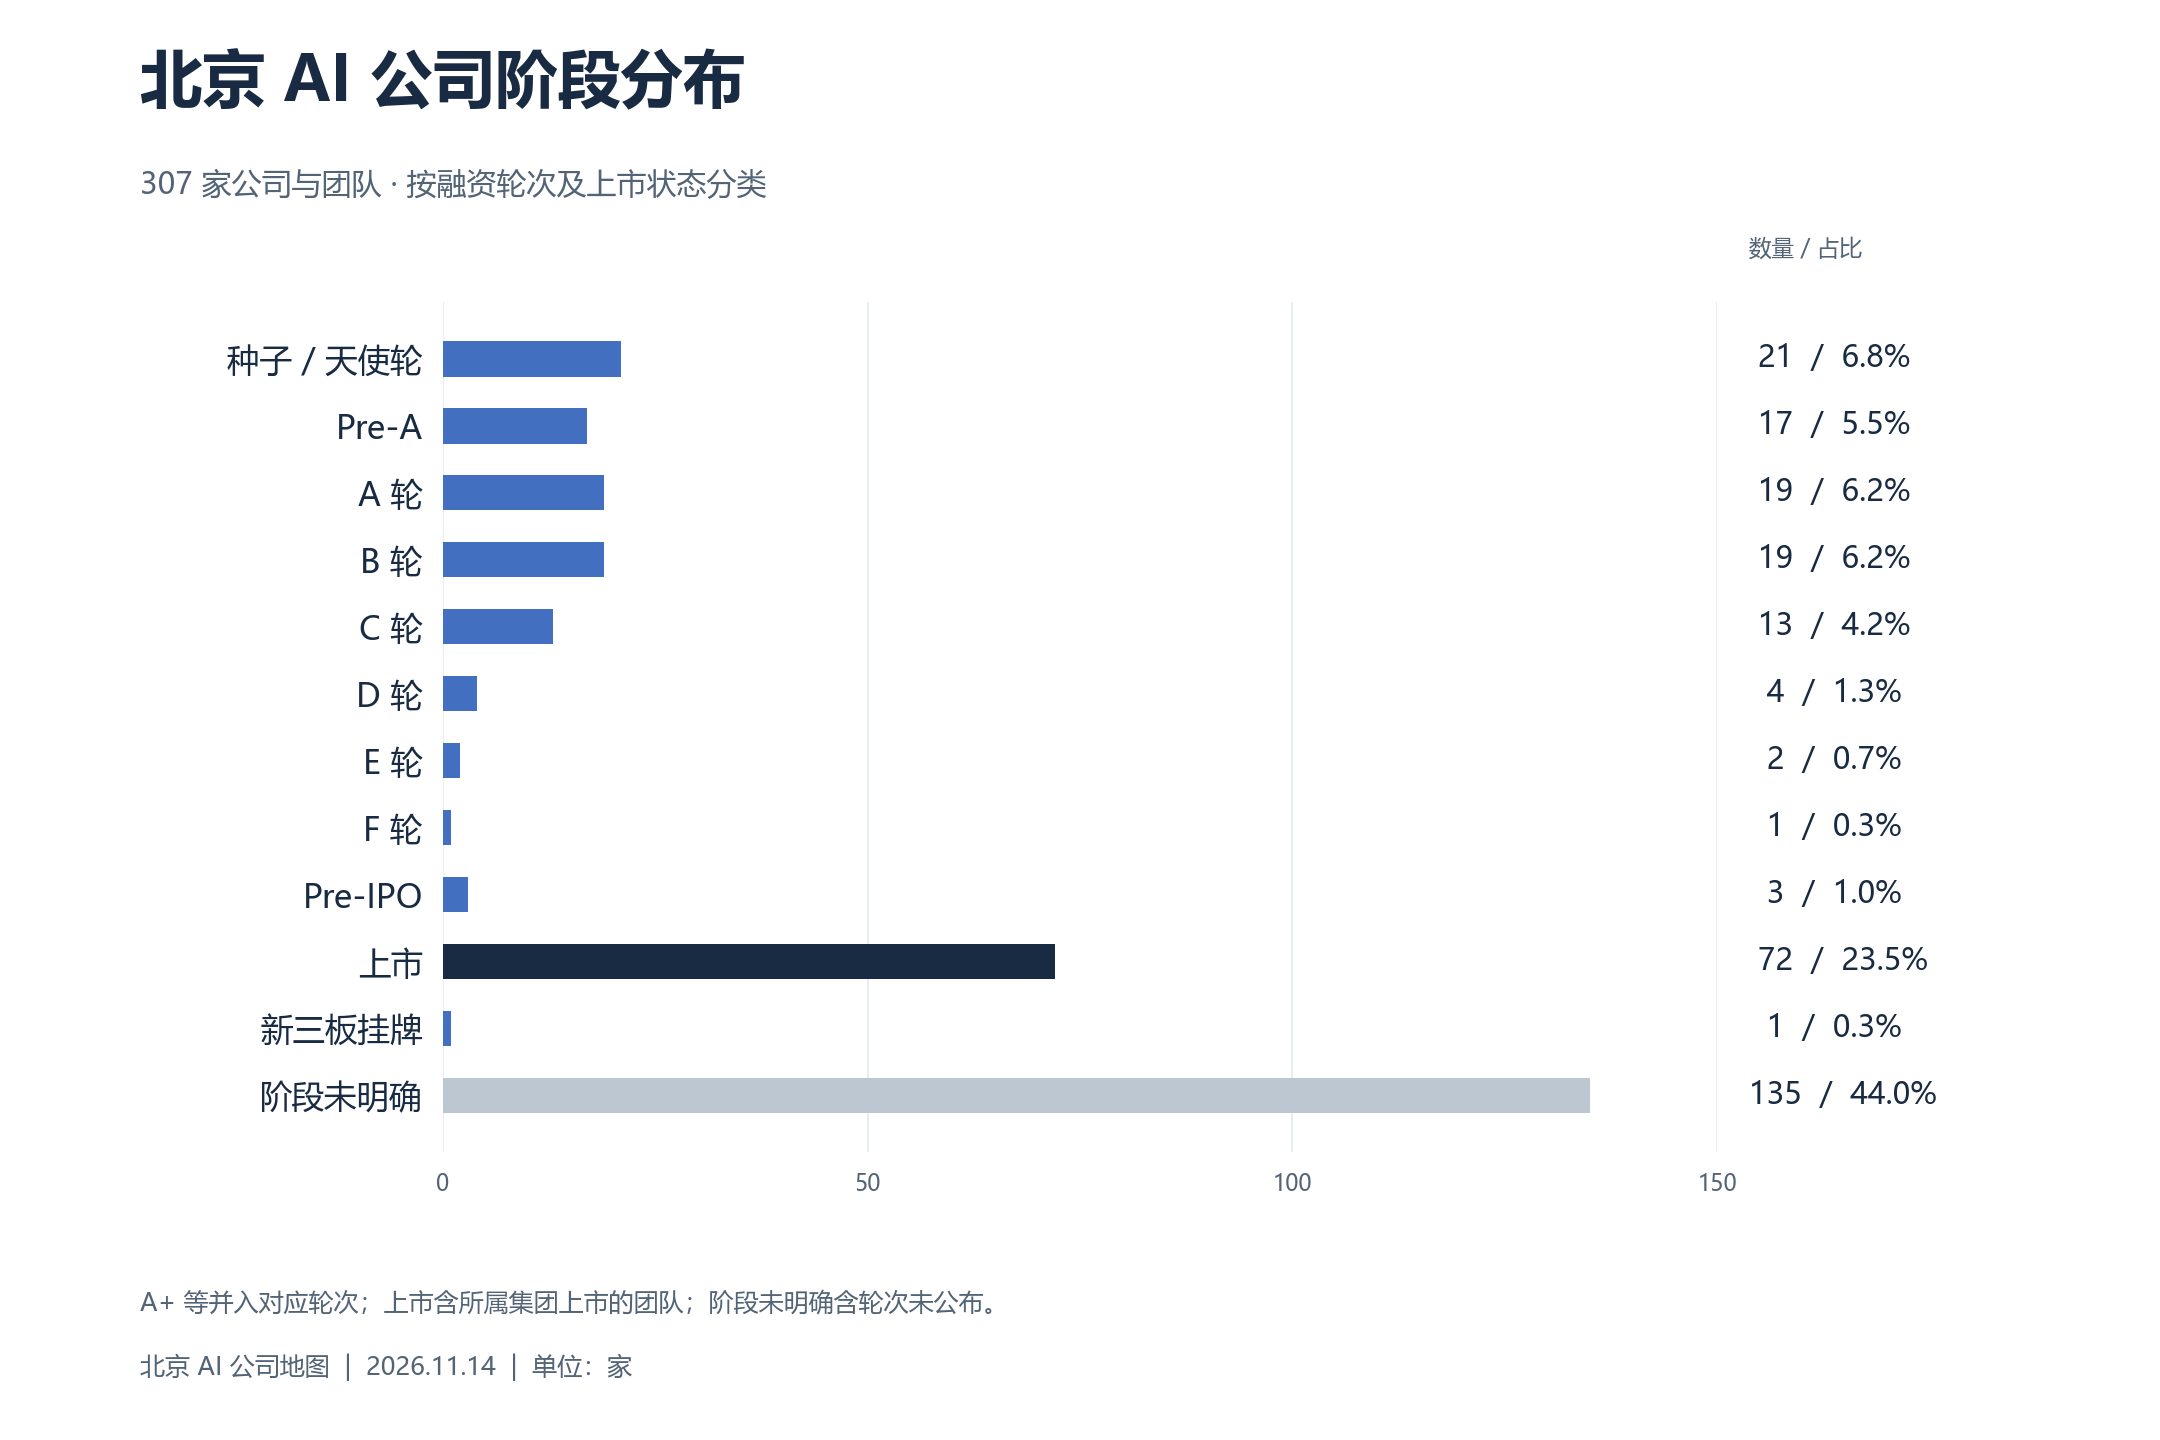 北京 AI 公司阶段分布
307 家公司与团队 · 按融资轮次及上市状态分类
数量 / 占比
种子 / 天使轮 21 / 6.8%
Pre-A 17 / 5.5%
A 轮 19 / 6.2%
B 轮 19 / 6.2%
C 轮 13 / 4.2%
D 轮 4 / 1.3%
E 轮 2 / 0.7%
F 轮 1 / 0.3%
Pre-IPO 3 / 1.0%
上市 72 / 23.5%
新三板挂牌 1 / 0.3%
阶段未明确 135 / 44.0%
0 50 100 150
A+ 等并入对应轮次；上市含所属集团上市的团队；阶段未明确含轮次未公布。
北京 AI 公司地图 | 2026.11.14 | 单位：家